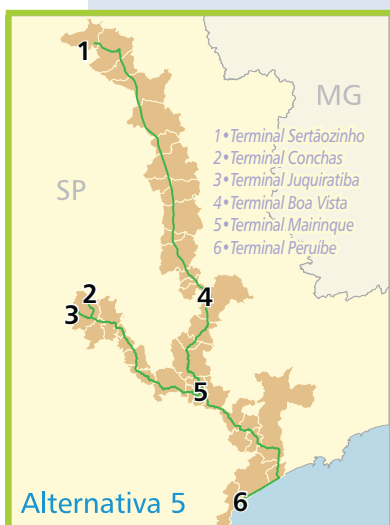 1
MG
1•Terminal Sertãozinho
2•Terminal Conchas
SP
3•Terminal Juquiratiba
4•Terminal Boa Vista
5•Terminal Mairinque
6•Terminal Peruíbe
2
4
3
5
6
Alternativa 5